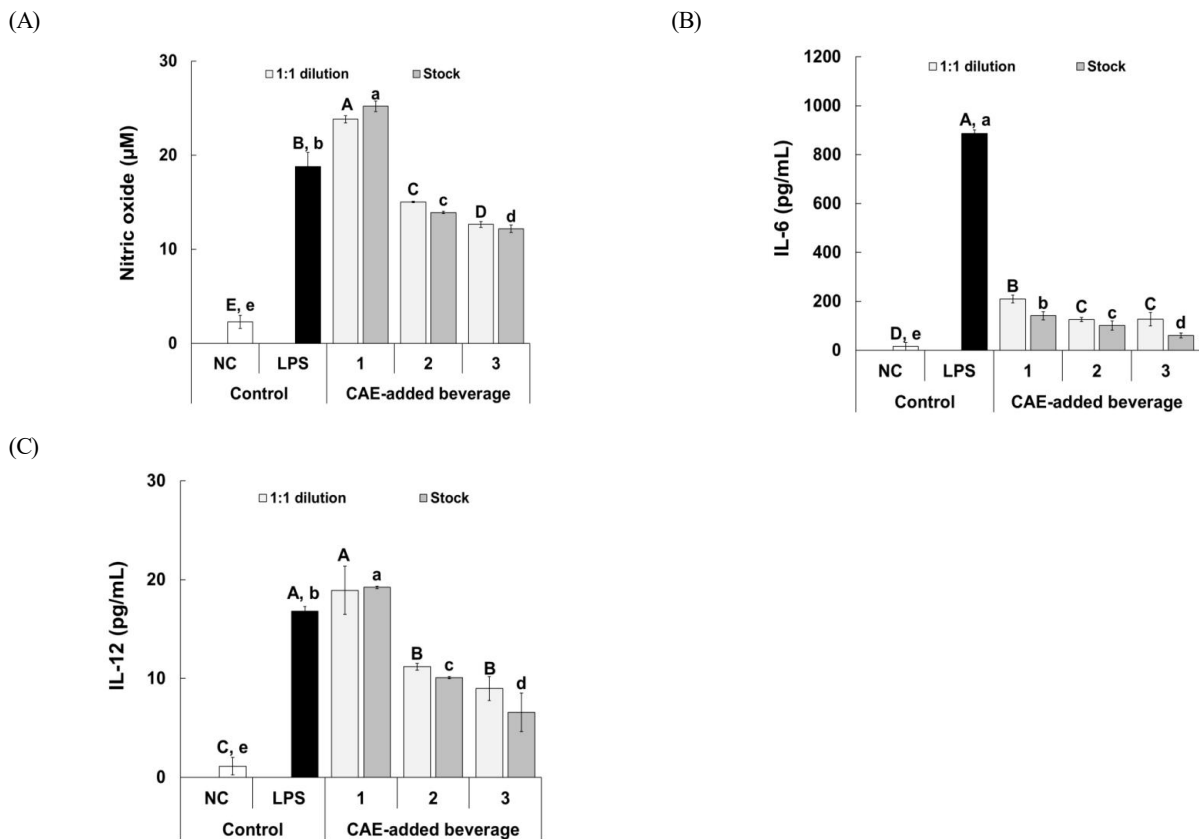 (A)
30
20
10
0
Nitric oxide (μM)
1:1 dilution Stock
E, e
B, b
A
a
C
c
D
d
NC LPS 1 2 3
Control CAE-added beverage
(B)
1200
1000
800
600
400
200
0
IL-6 (pg/mL)
1:1 dilution Stock
D, e
A, a
B
b
C
c
C
d
NC LPS 1 2 3
Control CAE-added beverage
(C)
30
20
10
0
IL-12 (pg/mL)
1:1 dilution Stock
C, e
A, b
A
a
B
c
B
d
NC LPS 1 2 3
Control CAE-added beverage